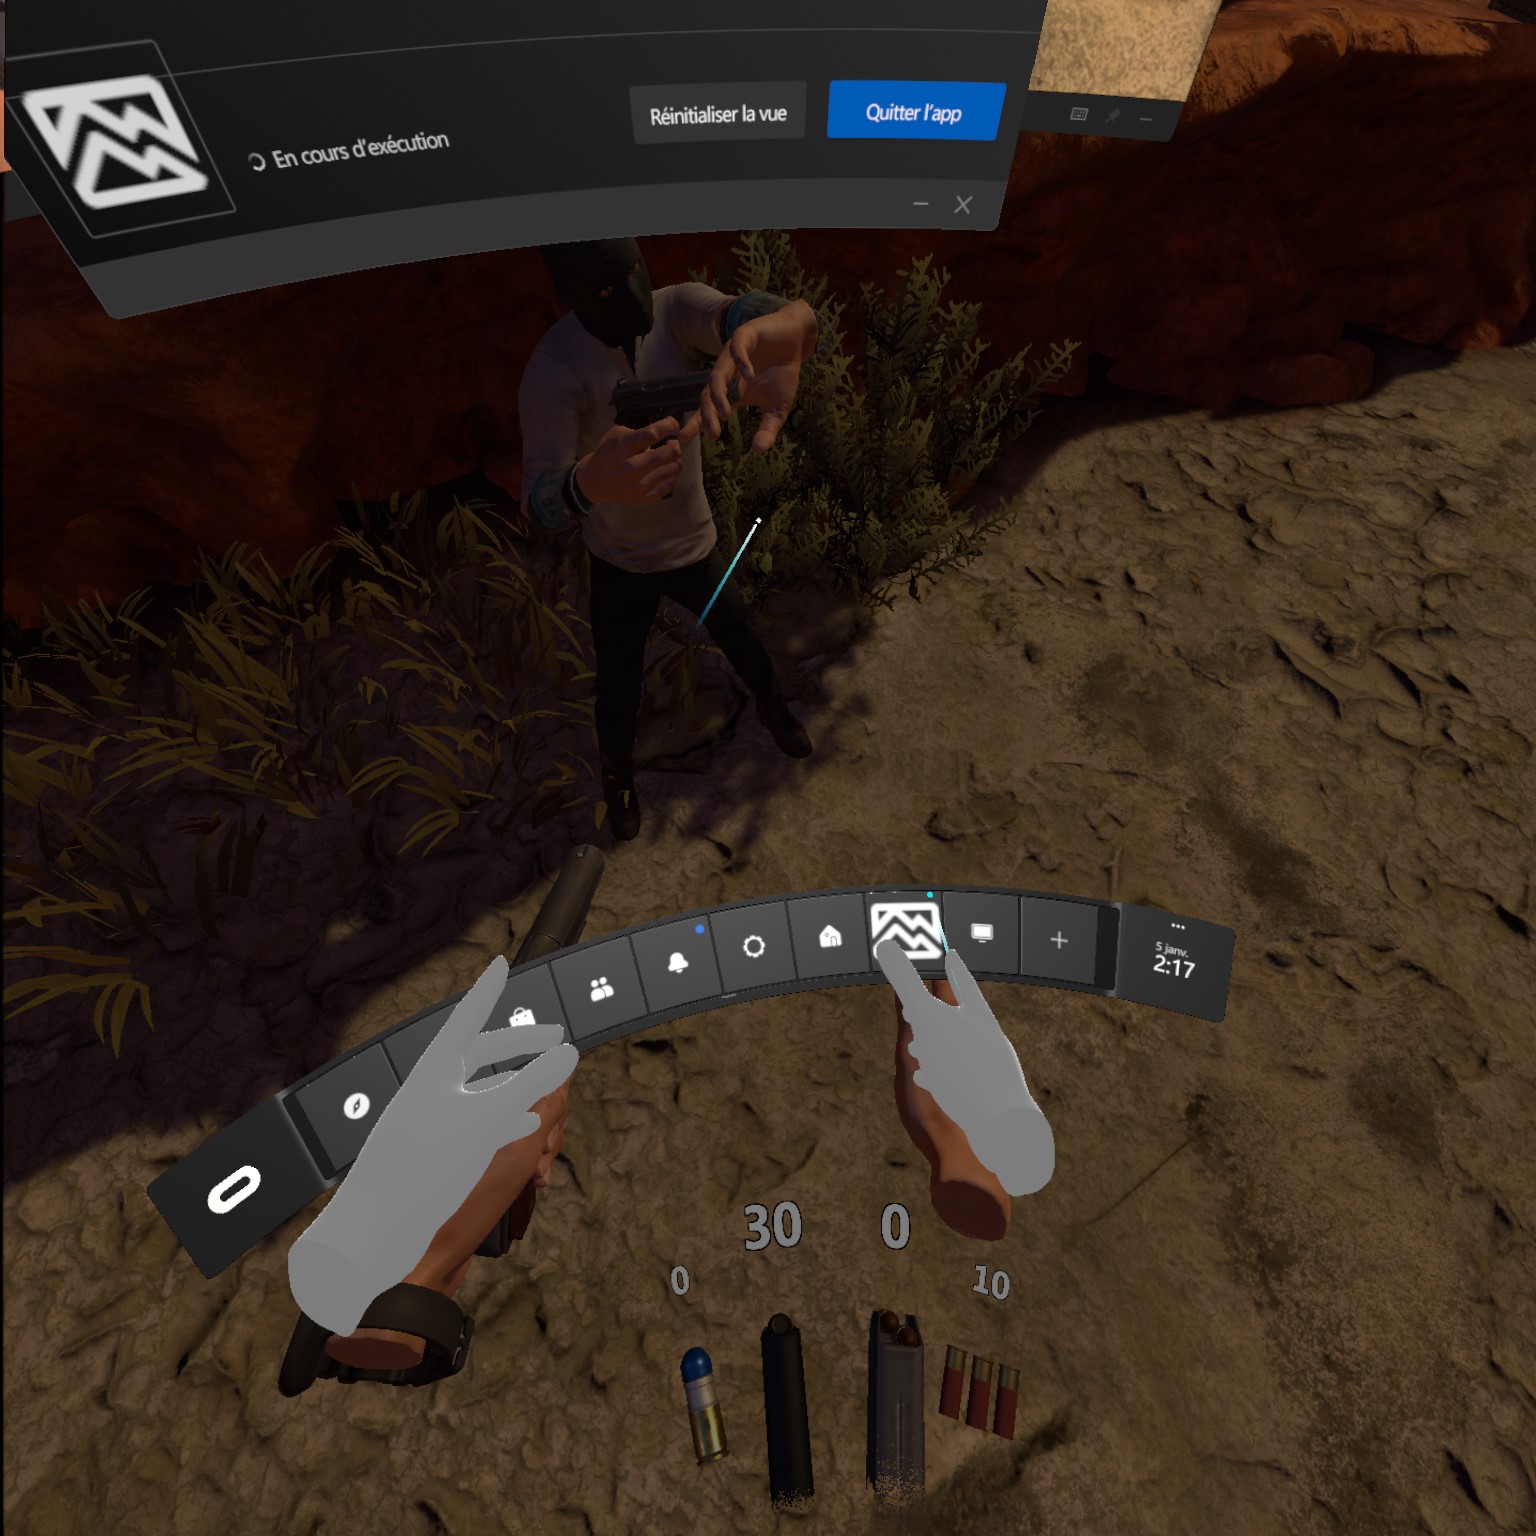 En cours d'exécution
Réinitialiser la vue
Quitter l'app
5 janv.
2:17
30
0
0
10